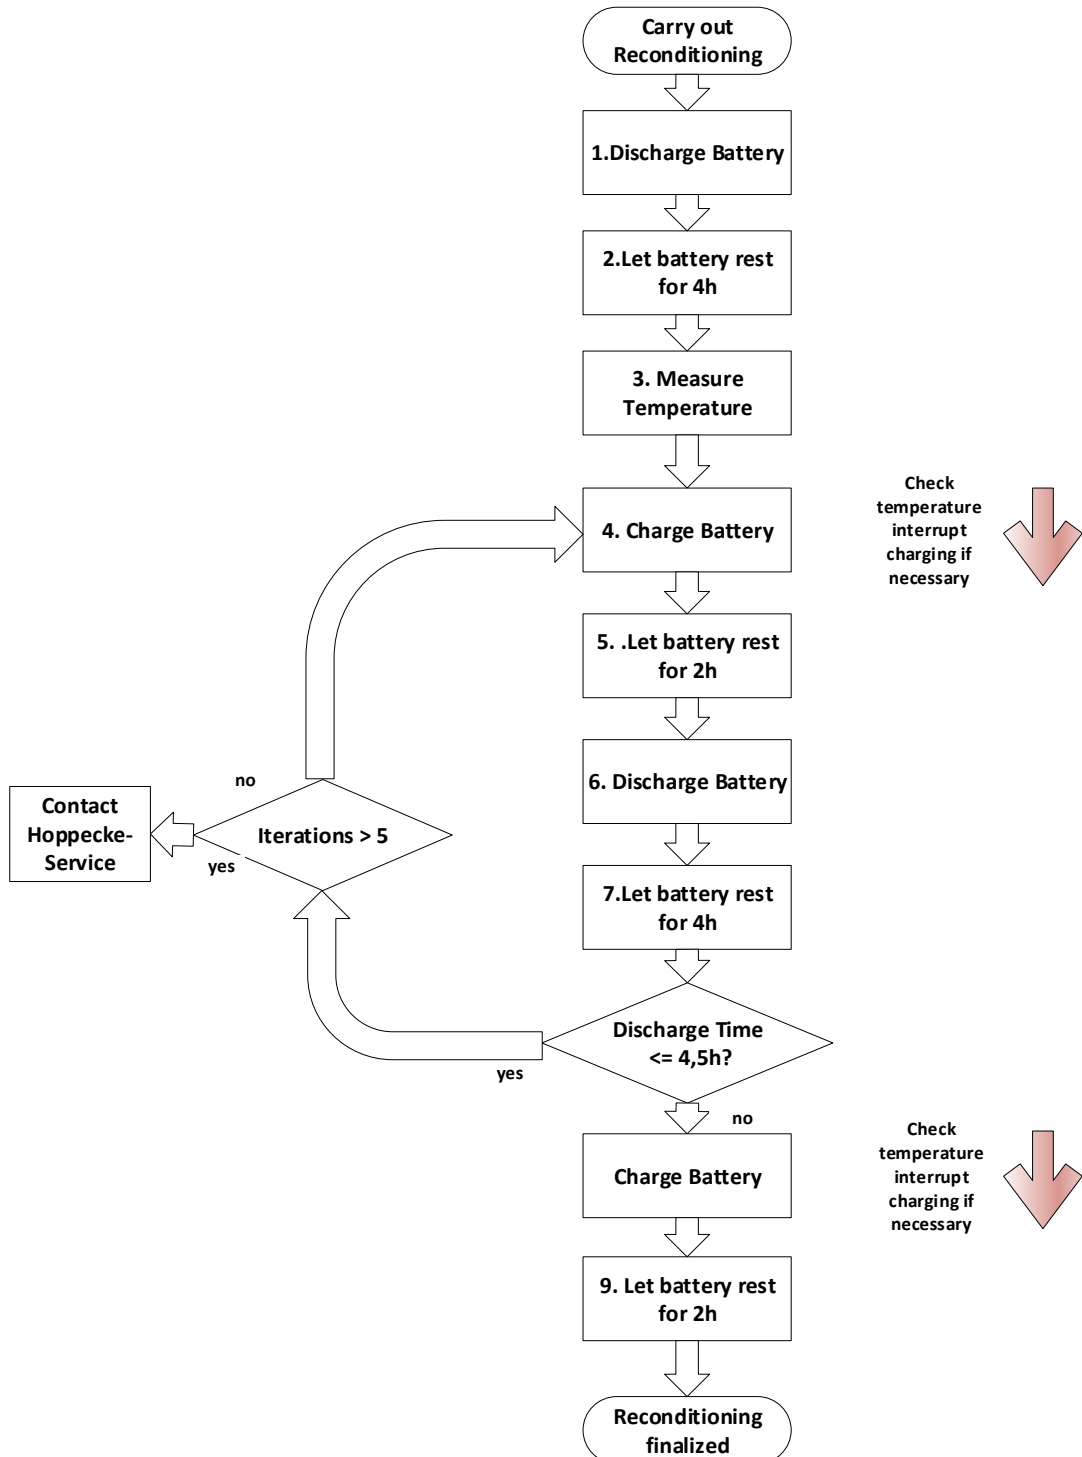 Carry out
Reconditioning
1.Discharge Battery
2.Let battery rest
for 4h
3. Measure
Temperature
4. Charge Battery
Check
temperature
interrupt
charging if
necessary
5. .Let battery rest
for 2h
6. Discharge Battery
no
Contact
Hoppecke-
Service
Iterations > 5
yes
7.Let battery rest
for 4h
Discharge Time
<= 4,5h?
yes
no
Charge Battery
Check
temperature
interrupt
charging if
necessary
9. Let battery rest
for 2h
Reconditioning
finalized